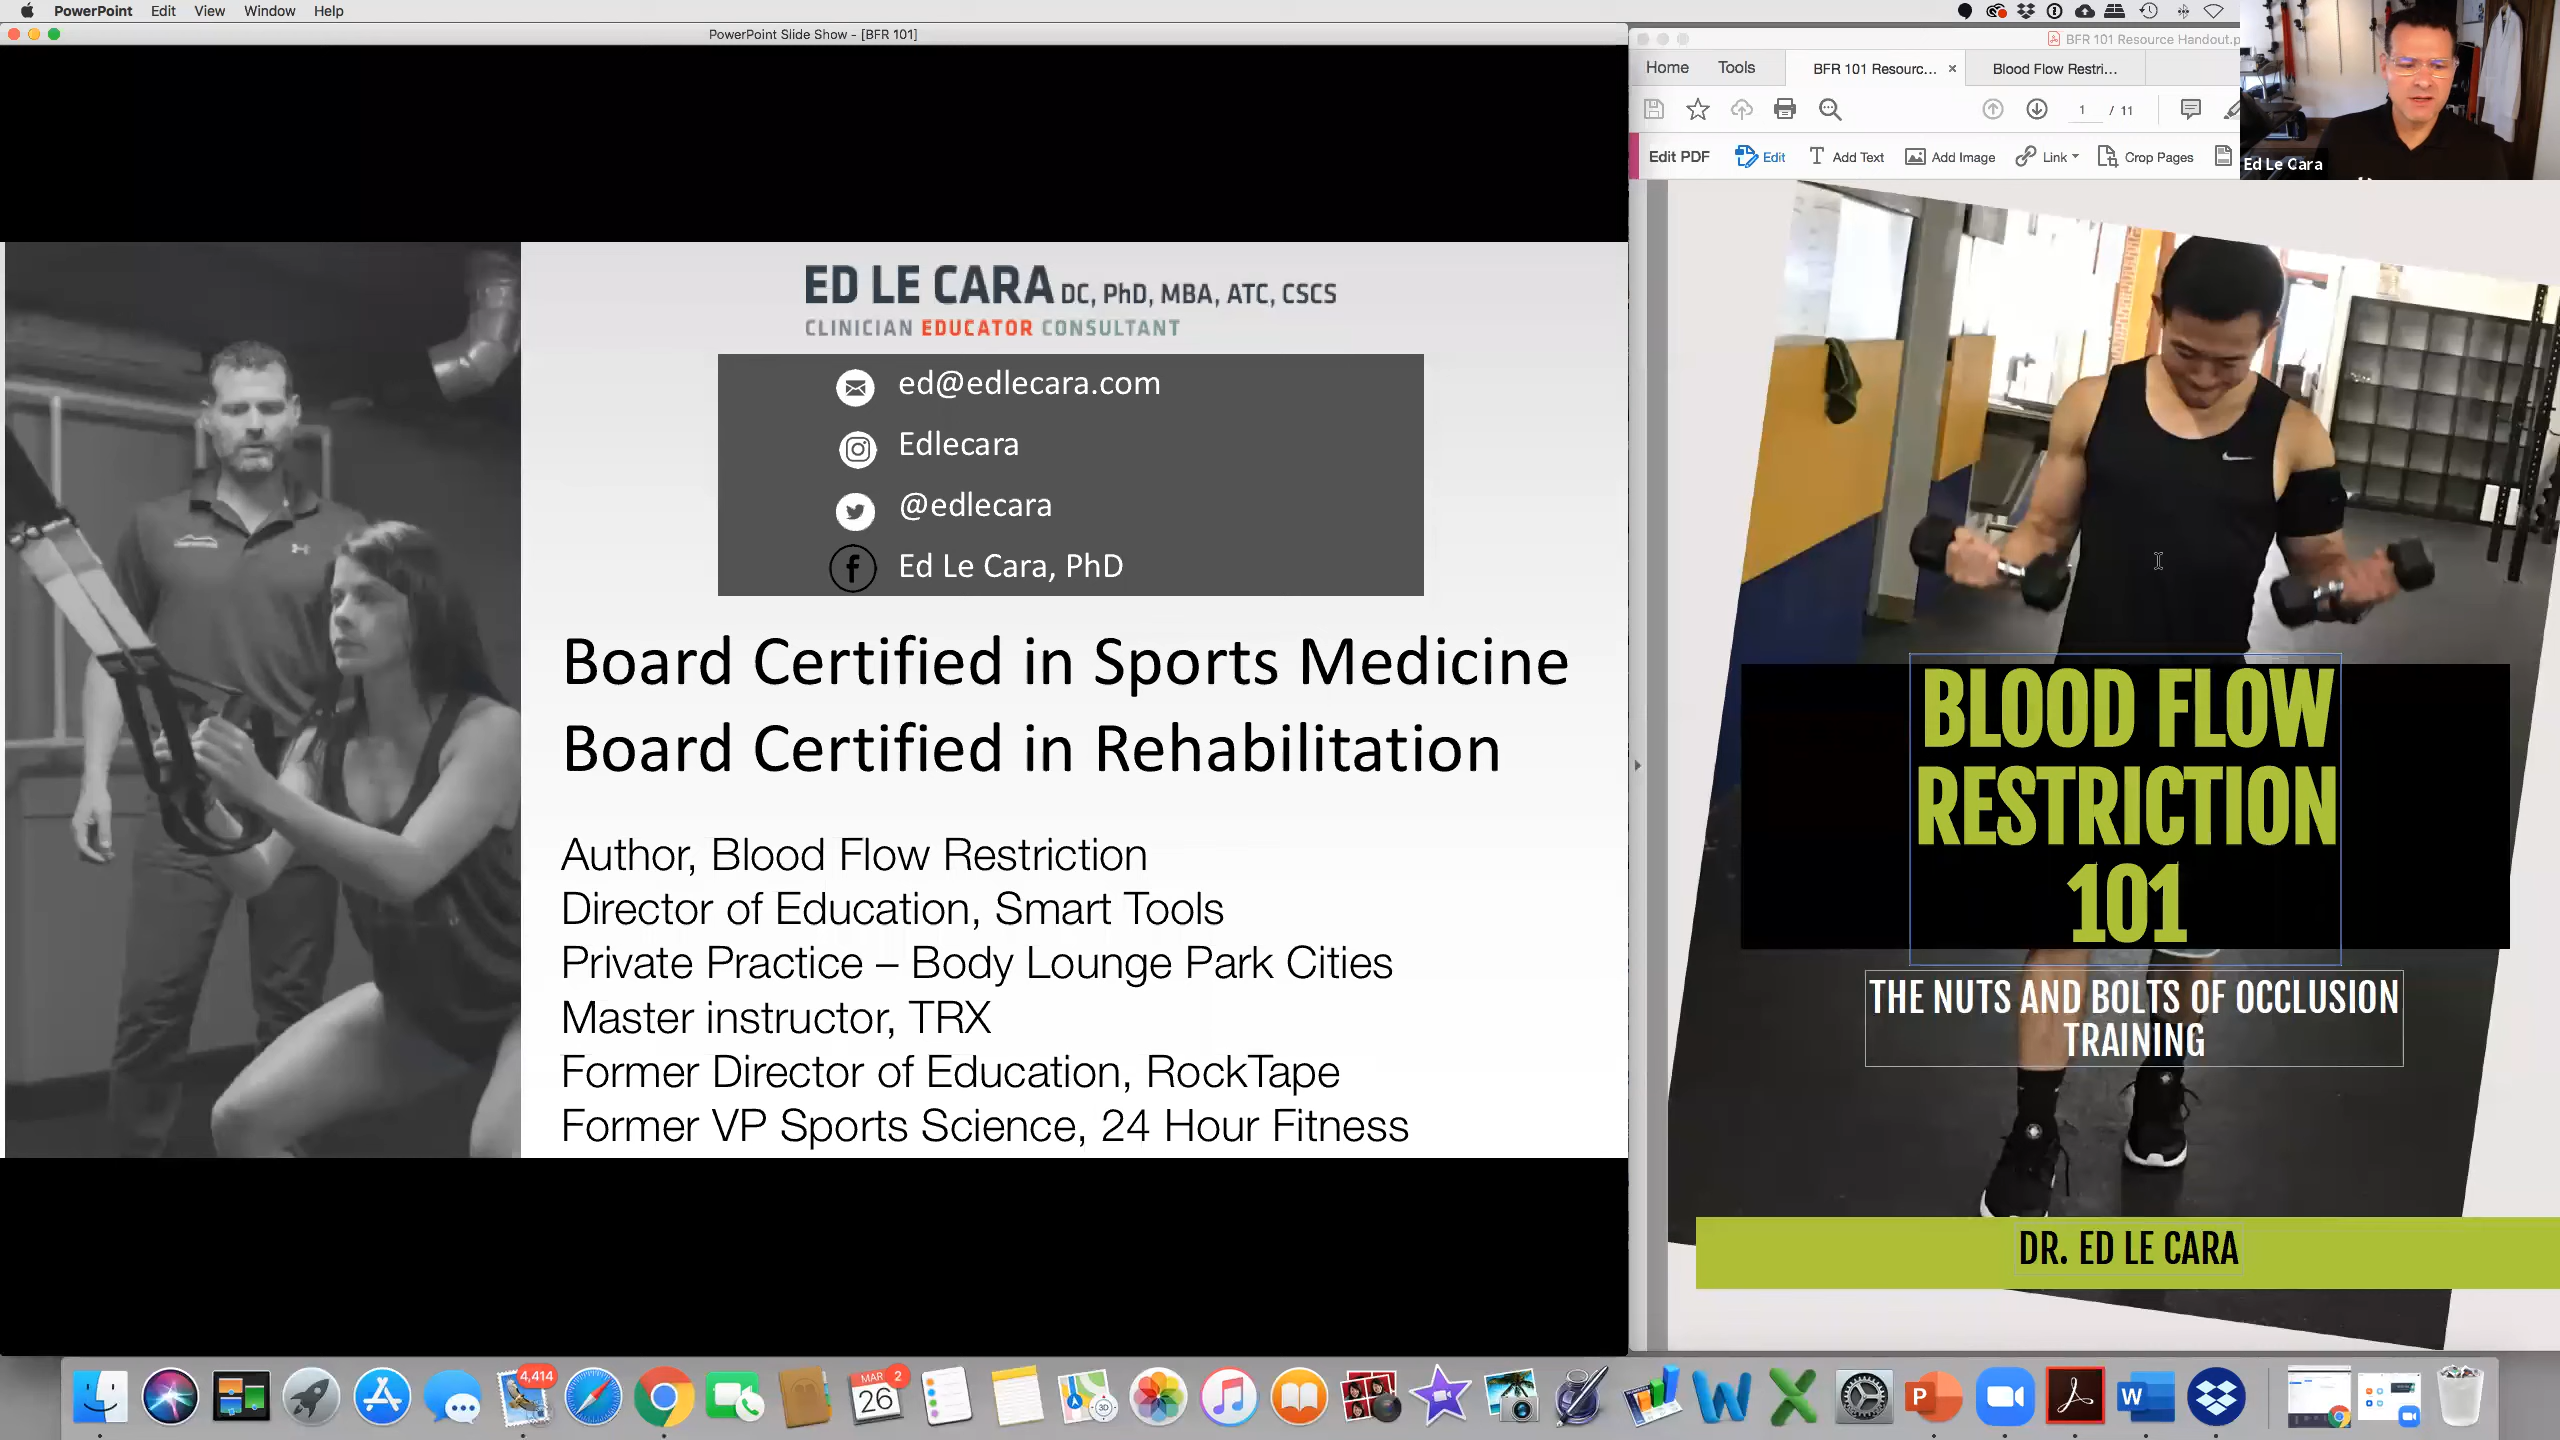 PowerPoint Edit View Window Help
PowerPoint Slide Show - [BFR 101]
ED LE CARA DC, PhD, MBA, ATC, CSCS
CLINICIAN EDUCATOR CONSULTANT
ed@edlecara.com
Edlecara
@edlecara
f Ed Le Cara, PhD
Board Certified in Sports Medicine
Board Certified in Rehabilitation
Author, Blood Flow Restriction
Director of Education, Smart Tools
Private Practice – Body Lounge Park Cities
Master instructor, TRX
Former Director of Education, RockTape
Former VP Sports Science, 24 Hour Fitness
BFR 101 Resource Handout.p
Home Tools BFR 101 Resourc... × Blood Flow Restri...
1 / 11
Edit PDF Edit Add Text Add Image Link Crop Pages
Ed Le Cara
BLOOD FLOW
RESTRICTION
101
THE NUTS AND BOLTS OF OCCLUSION
TRAINING
DR. ED LE CARA
4,414
MAR 2
26
3D
P
W